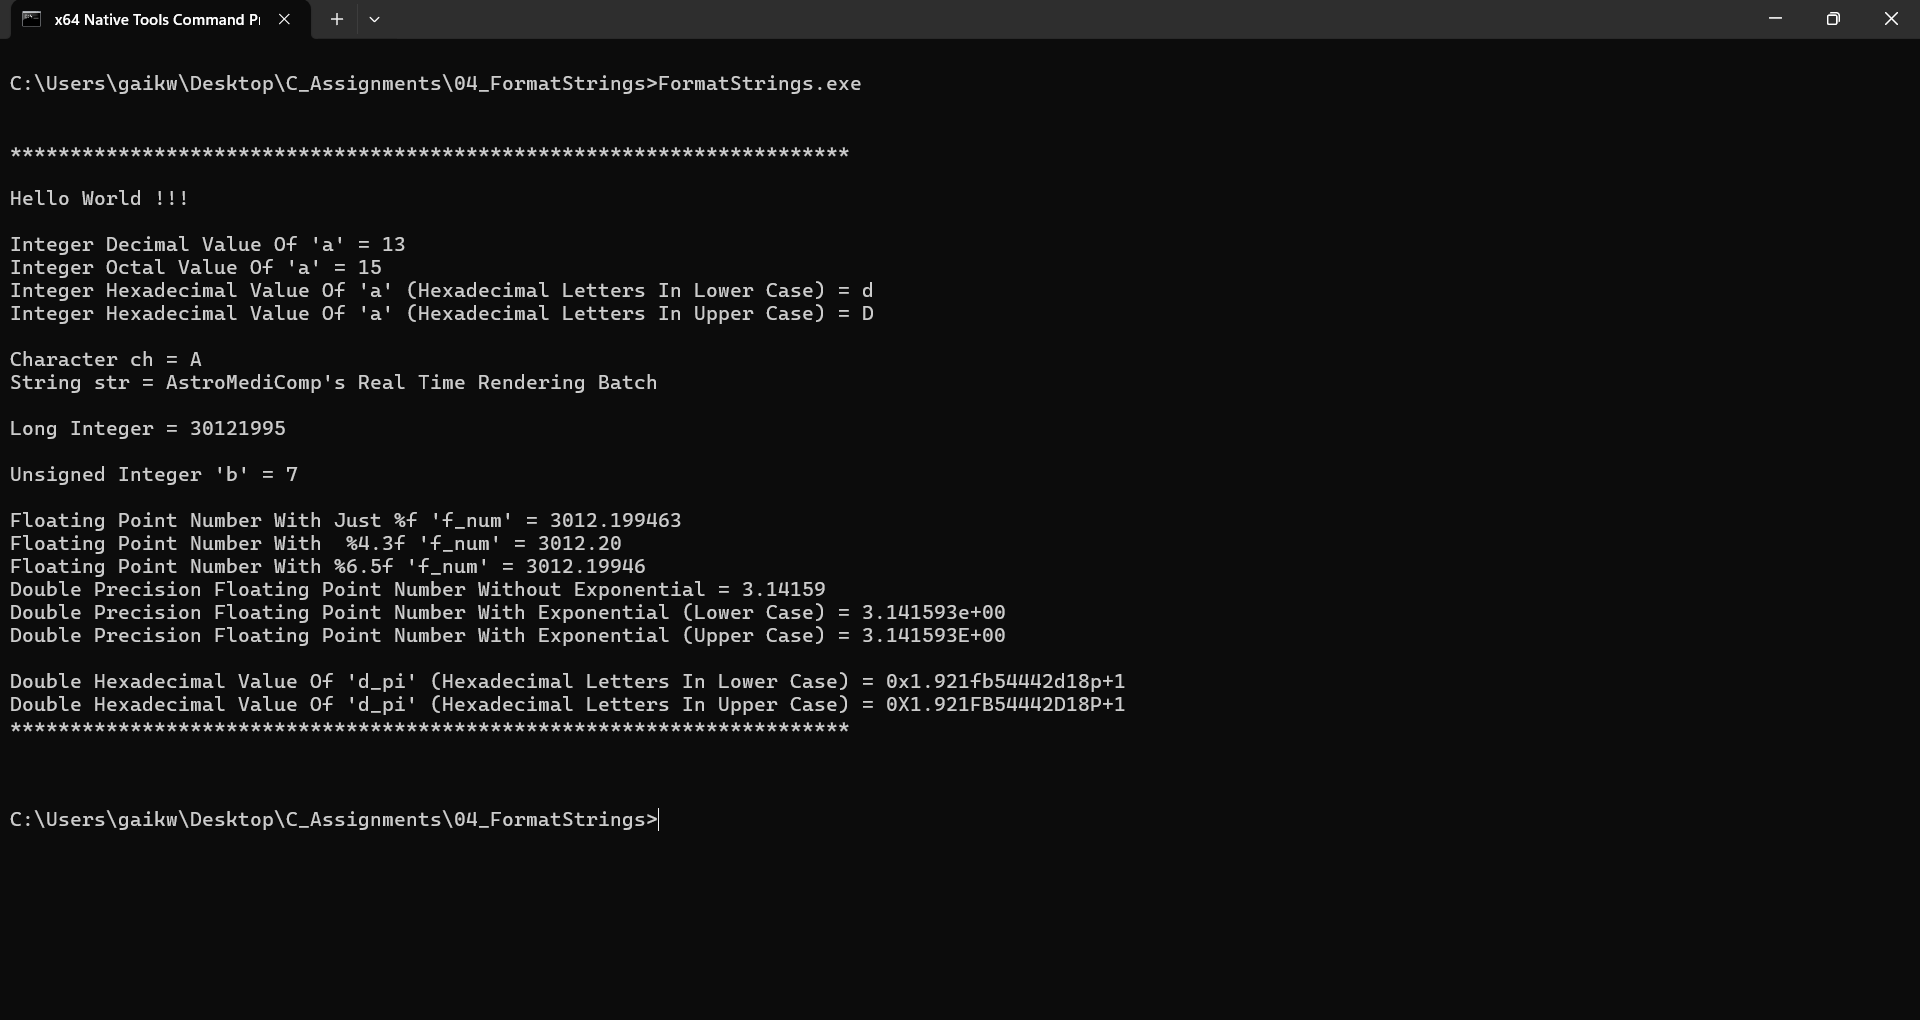 x64 Native Tools Command P
C:\Users\gaikw\Desktop\C_Assignments\04_FormatStrings>FormatStrings.exe
**********************************************************************
Hello World !!!
Integer Decimal Value Of 'a' = 13
Integer Octal Value Of 'a' = 15
Integer Hexadecimal Value Of 'a' (Hexadecimal Letters In Lower Case) = d
Integer Hexadecimal Value Of 'a' (Hexadecimal Letters In Upper Case) = D
Character ch = A
String str = AstroMediComp's Real Time Rendering Batch
Long Integer = 30121995
Unsigned Integer 'b' = 7
Floating Point Number With Just %f 'f_num' = 3012.199463
Floating Point Number With  %4.3f 'f_num' = 3012.20
Floating Point Number With %6.5f 'f_num' = 3012.19946
Double Precision Floating Point Number Without Exponential = 3.14159
Double Precision Floating Point Number With Exponential (Lower Case) = 3.141593e+00
Double Precision Floating Point Number With Exponential (Upper Case) = 3.141593E+00
Double Hexadecimal Value Of 'd_pi' (Hexadecimal Letters In Lower Case) = 0x1.921fb54442d18p+1
Double Hexadecimal Value Of 'd_pi' (Hexadecimal Letters In Upper Case) = 0X1.921FB54442D18P+1
**********************************************************************
C:\Users\gaikw\Desktop\C_Assignments\04_FormatStrings>